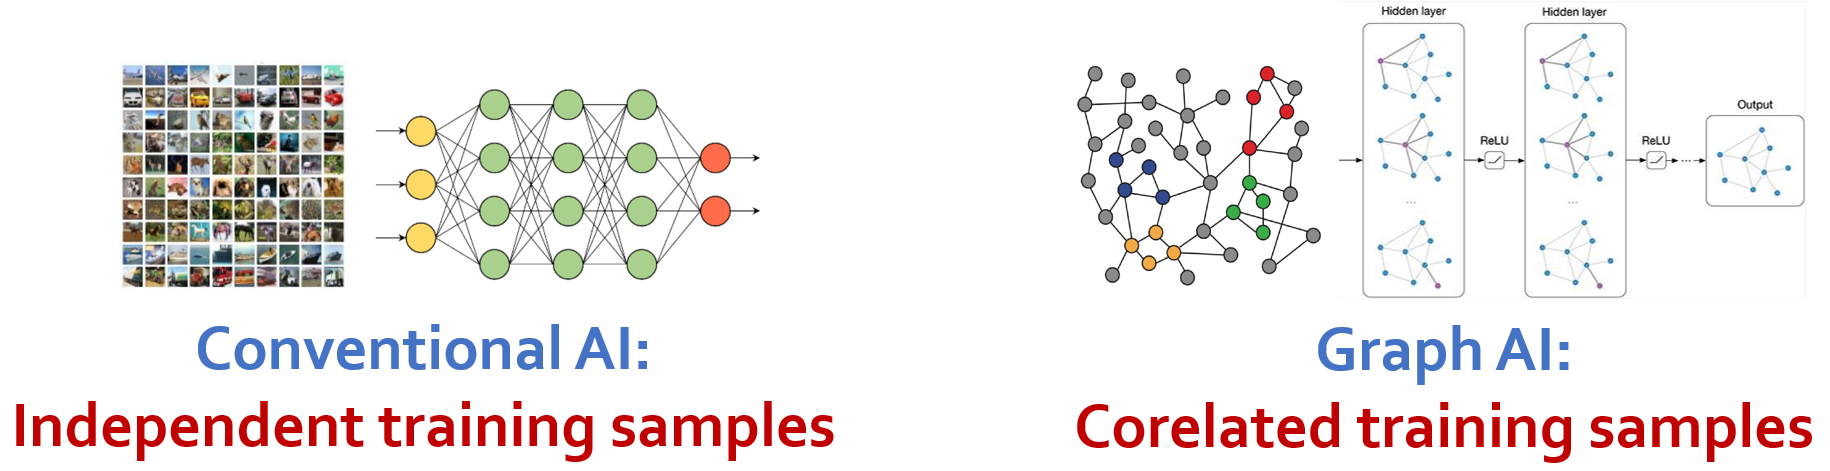 Hidden layer
Hidden layer
Output
ReLU
ReLU
...
...
Conventional AI:
Independent training samples
Graph AI:
Corelated training samples